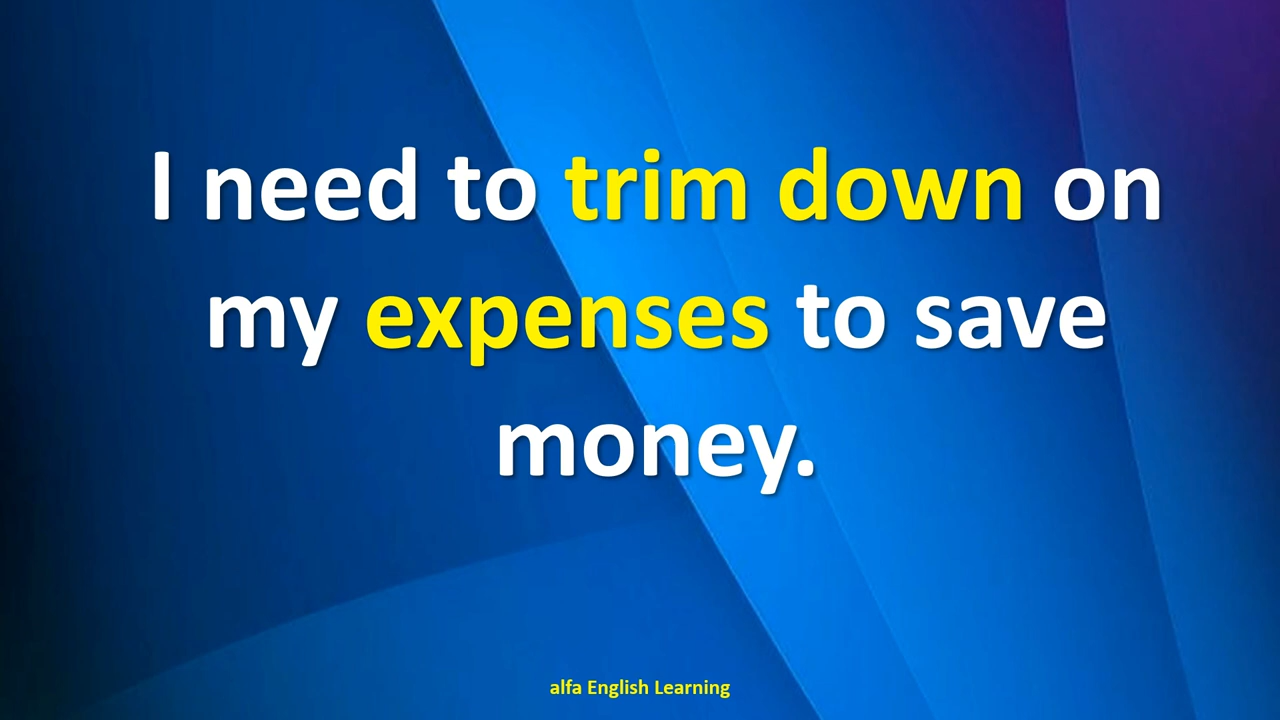 I need to trim down on
my expenses to save
money.
alfa English Learning